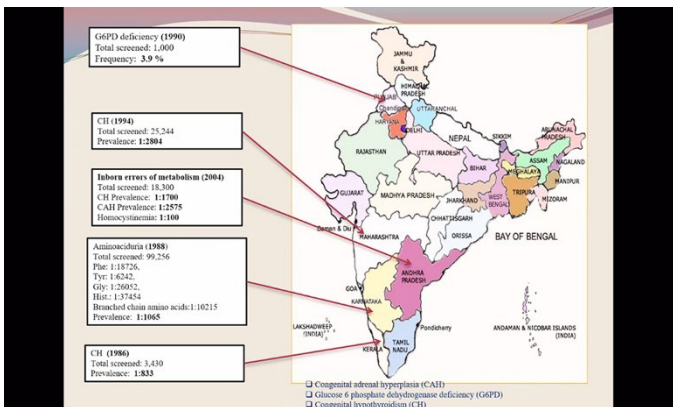 G6PD deficiency (1990)
Total screened: 1,000
Frequency:  3.9 %
CH (1994)
Total screened: 25,244
Prevalence: 1:2804
Inborn errors of metabolism (2004)
Total screened: 18,300
CH Prevalence: 1:1700
CAH Prevalence: 1:2575
Homocystinemia: 1:100
Aminoaciduria (1988)
Total screened: 99,256
Phe: 1:18726,
Tyr: 1:6242,
Gly: 1:26052,
Hist.: 1:37454
Branched chain amino acids:1:10215
Prevalence: 1:1065
CH (1986)
Total screened: 3,430
Prevalence: 1:833
JAMMU
&
KASHMIR
HIMACHAL
PRADESH
PUNJAB
Chandigarh
UTTARANCHAL
HARYANA
DELHI
RAJASTHAN
UTTAR PRADESH
NEPAL
SIKKIM
ARUNACHAL
PRADESH
ASSAM
NAGALAND
MEGHALAYA
MANIPUR
BIHAR
TRIPURA
MIZORAM
GUJARAT
MADHYA PRADESH
JHARKHAND
WEST
BENGAL
CHHATTISGARH
Daman & Diu
MAHARASHTRA
ORISSA
BAY OF BENGAL
ANDHRA
PRADESH
GOA
KARNATAKA
LAKSHADWEEP
(INDIA)
Pondicherry
KERALA
TAMIL
NADU
ANDAMAN & NICOBAR ISLANDS
(INDIA)
❑ Congenital adrenal hyperplasia (CAH)
❑ Glucose 6 phosphate dehydrogenase deficiency (G6PD)
❑ Congenital hypothyroidism (CH)